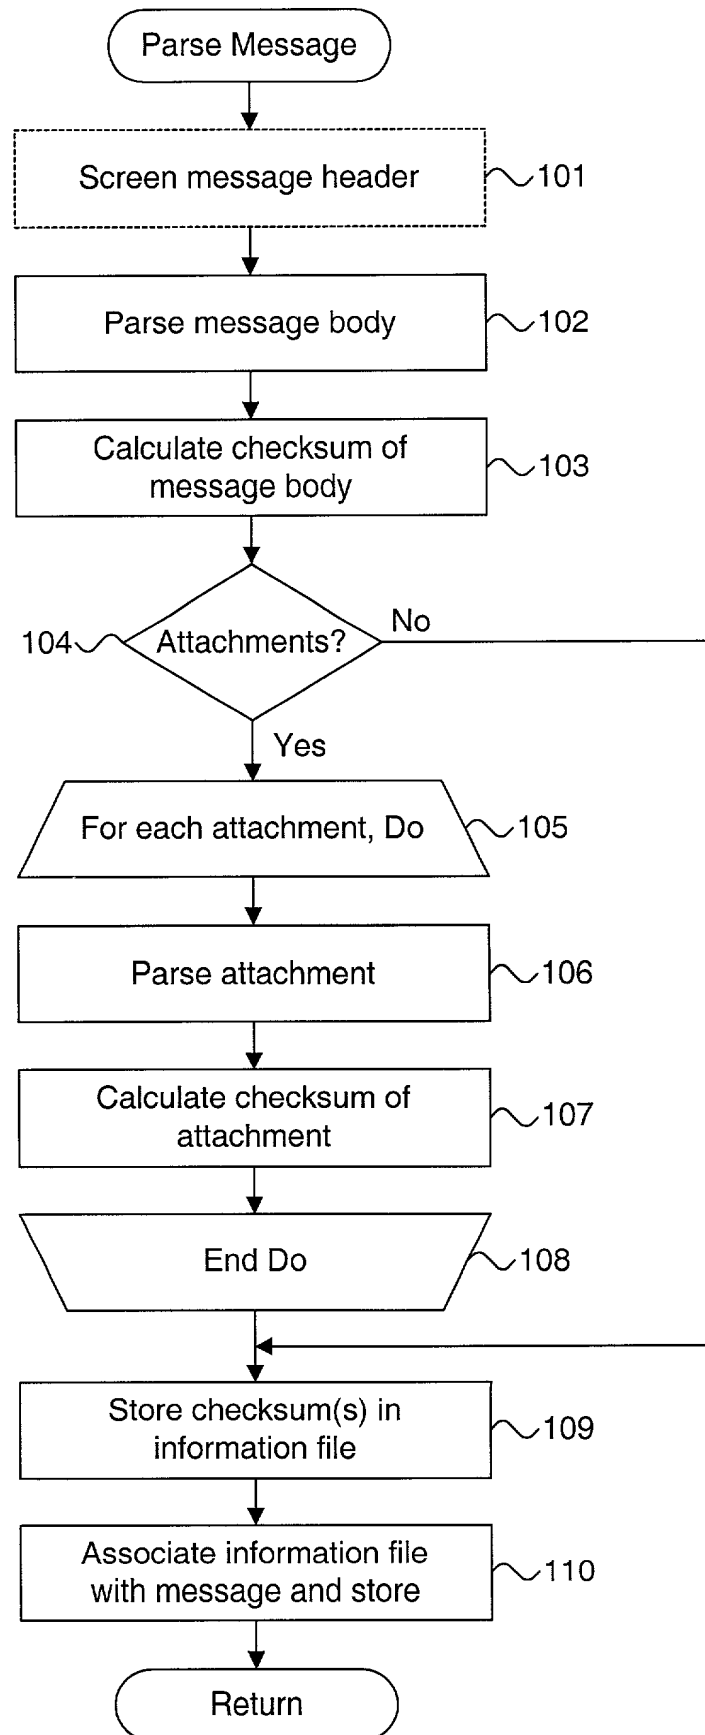 Parse Message
Screen message header
101
Parse message body
102
Calculate checksum of
message body
103
104
Attachments?
No
Yes
For each attachment, Do
105
Parse attachment
106
Calculate checksum of
attachment
107
End Do
108
Store checksum(s) in
information file
109
Associate information file
with message and store
110
Return